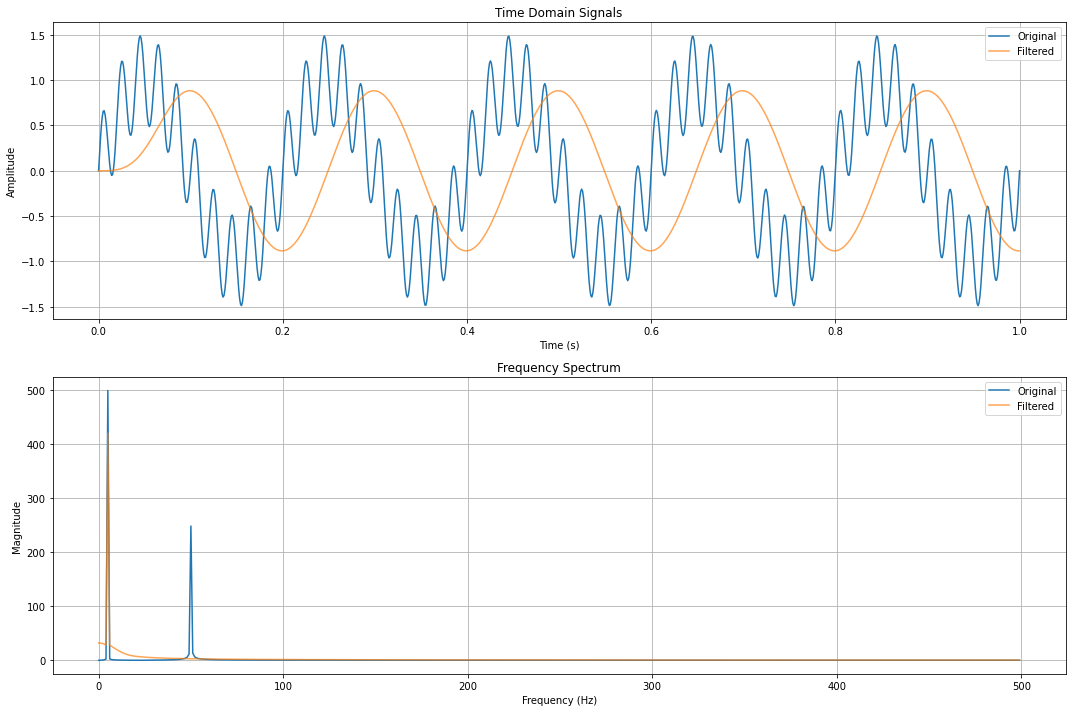 Time Domain Signals
Original
Filtered
Amplitude
1.5
1.0
0.5
0.0
−0.5
−1.0
−1.5
0.0 0.2 0.4 0.6 0.8 1.0
Time (s)
Frequency Spectrum
Original
Filtered
Magnitude
500
400
300
200
100
0
0 100 200 300 400 500
Frequency (Hz)